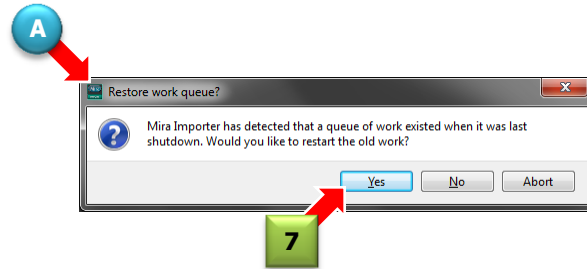 A
Restore work queue?
Mira Importer has detected that a queue of work existed when it was last
shutdown. Would you like to restart the old work?
Yes No Abort
7